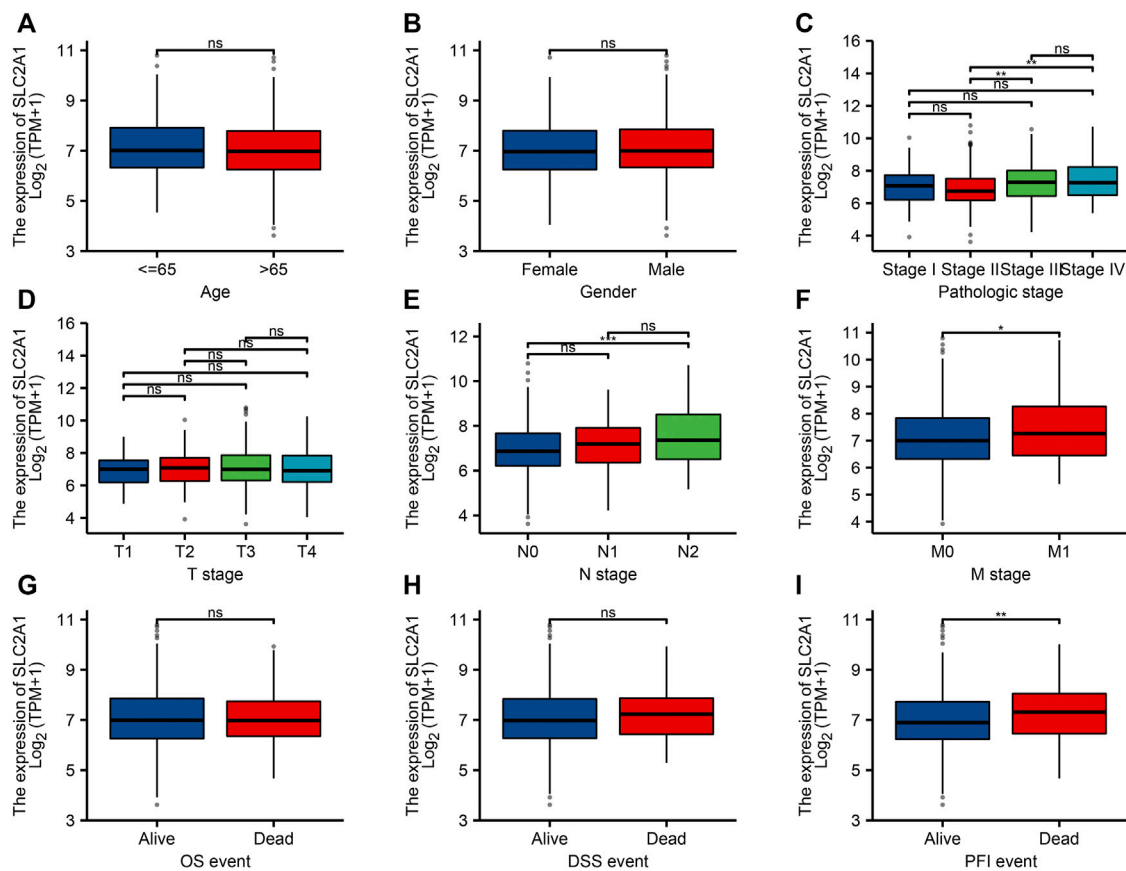 A
The expression of SLC2A1
Log2 (TPM+1)
11
9
7
5
3
ns
<=65
>65
Age
B
The expression of SLC2A1
Log2 (TPM+1)
11
9
7
5
3
ns
Female
Male
Gender
C
The expression of SLC2A1
Log2 (TPM+1)
16
14
12
10
8
6
4
ns
**
**
ns
ns
ns
Stage I
Stage II
Stage III
Stage IV
Pathologic stage
D
The expression of SLC2A1
Log2 (TPM+1)
16
14
12
10
8
6
4
ns
ns
ns
ns
ns
ns
T1
T2
T3
T4
T stage
E
The expression of SLC2A1
Log2 (TPM+1)
12
10
8
6
4
ns
***
ns
N0
N1
N2
N stage
F
The expression of SLC2A1
Log2 (TPM+1)
11
10
9
8
7
6
5
4
*
M0
M1
M stage
G
The expression of SLC2A1
Log2 (TPM+1)
11
9
7
5
3
ns
Alive
Dead
OS event
H
The expression of SLC2A1
Log2 (TPM+1)
11
9
7
5
3
ns
Alive
Dead
DSS event
I
The expression of SLC2A1
Log2 (TPM+1)
11
9
7
5
3
**
Alive
Dead
PFI event